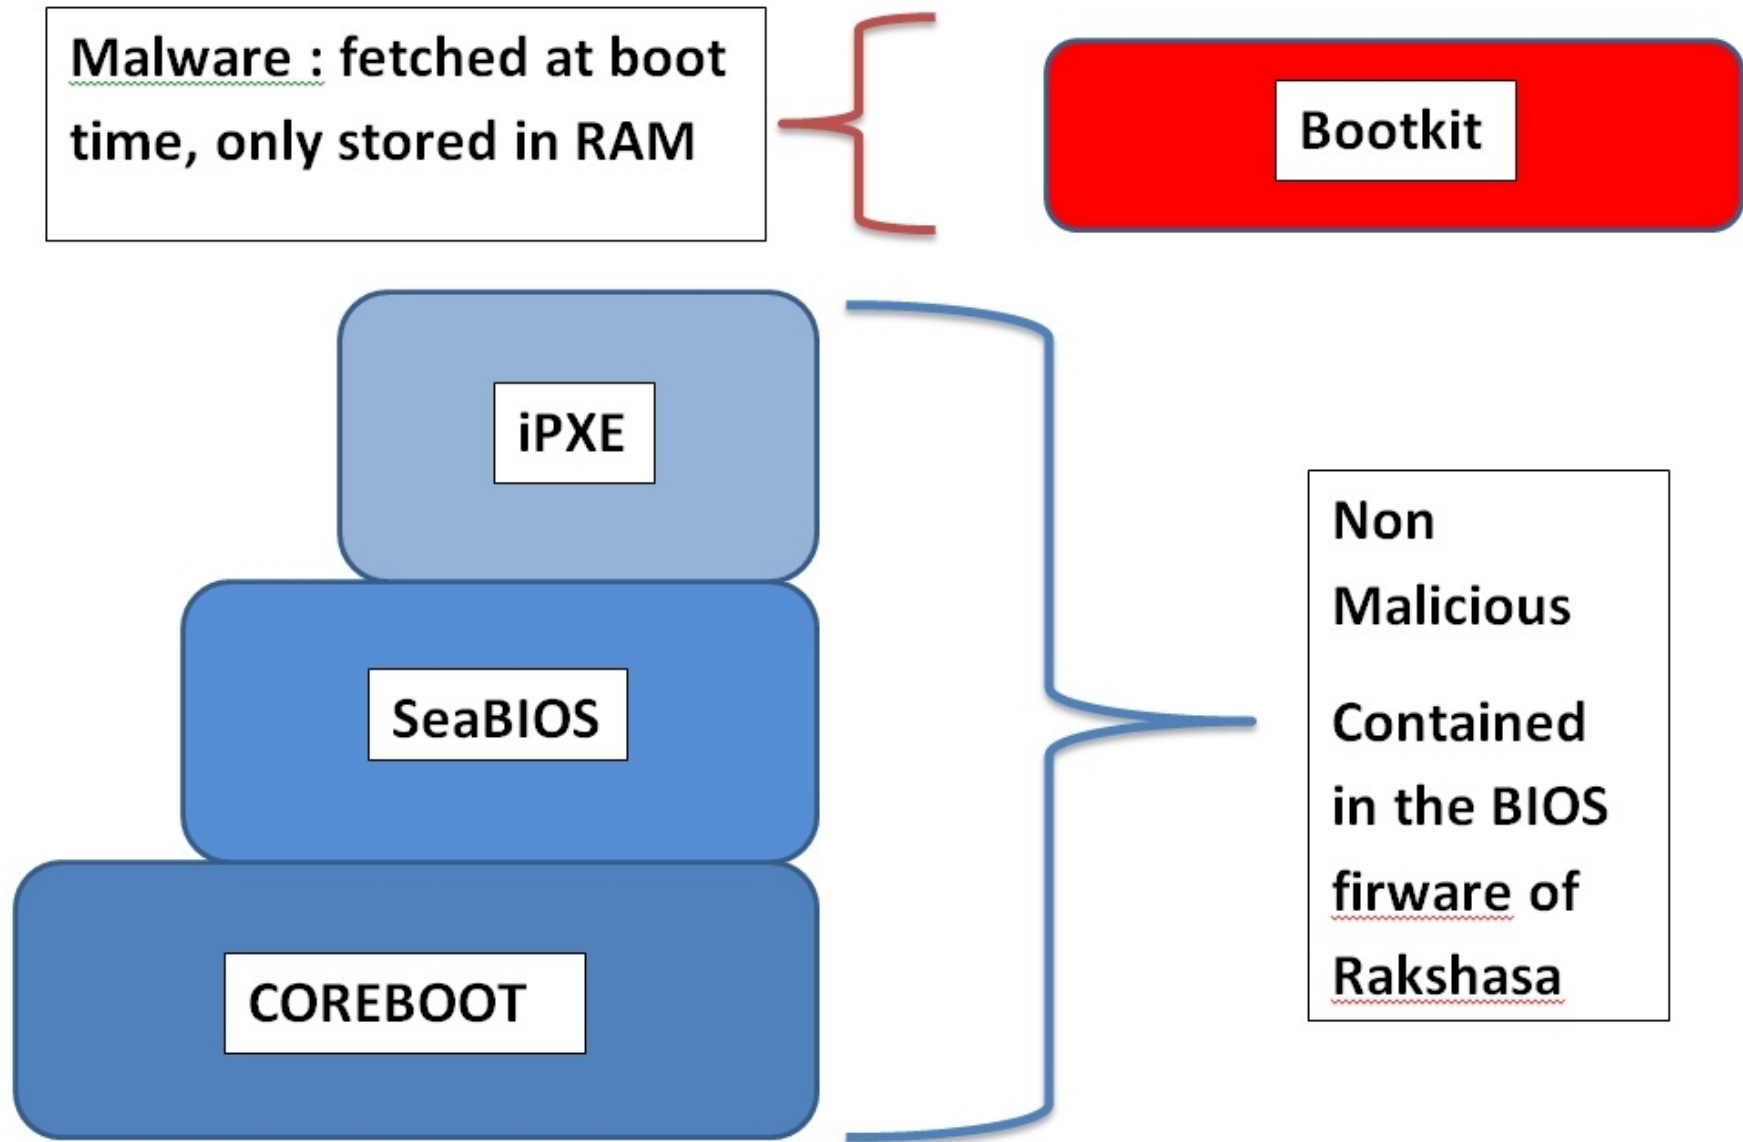 Malware : fetched at boot
time, only stored in RAM
Bootkit
iPXE
SeaBIOS
COREBOOT
Non
Malicious
Contained
in the BIOS
firware of
Rakshasa